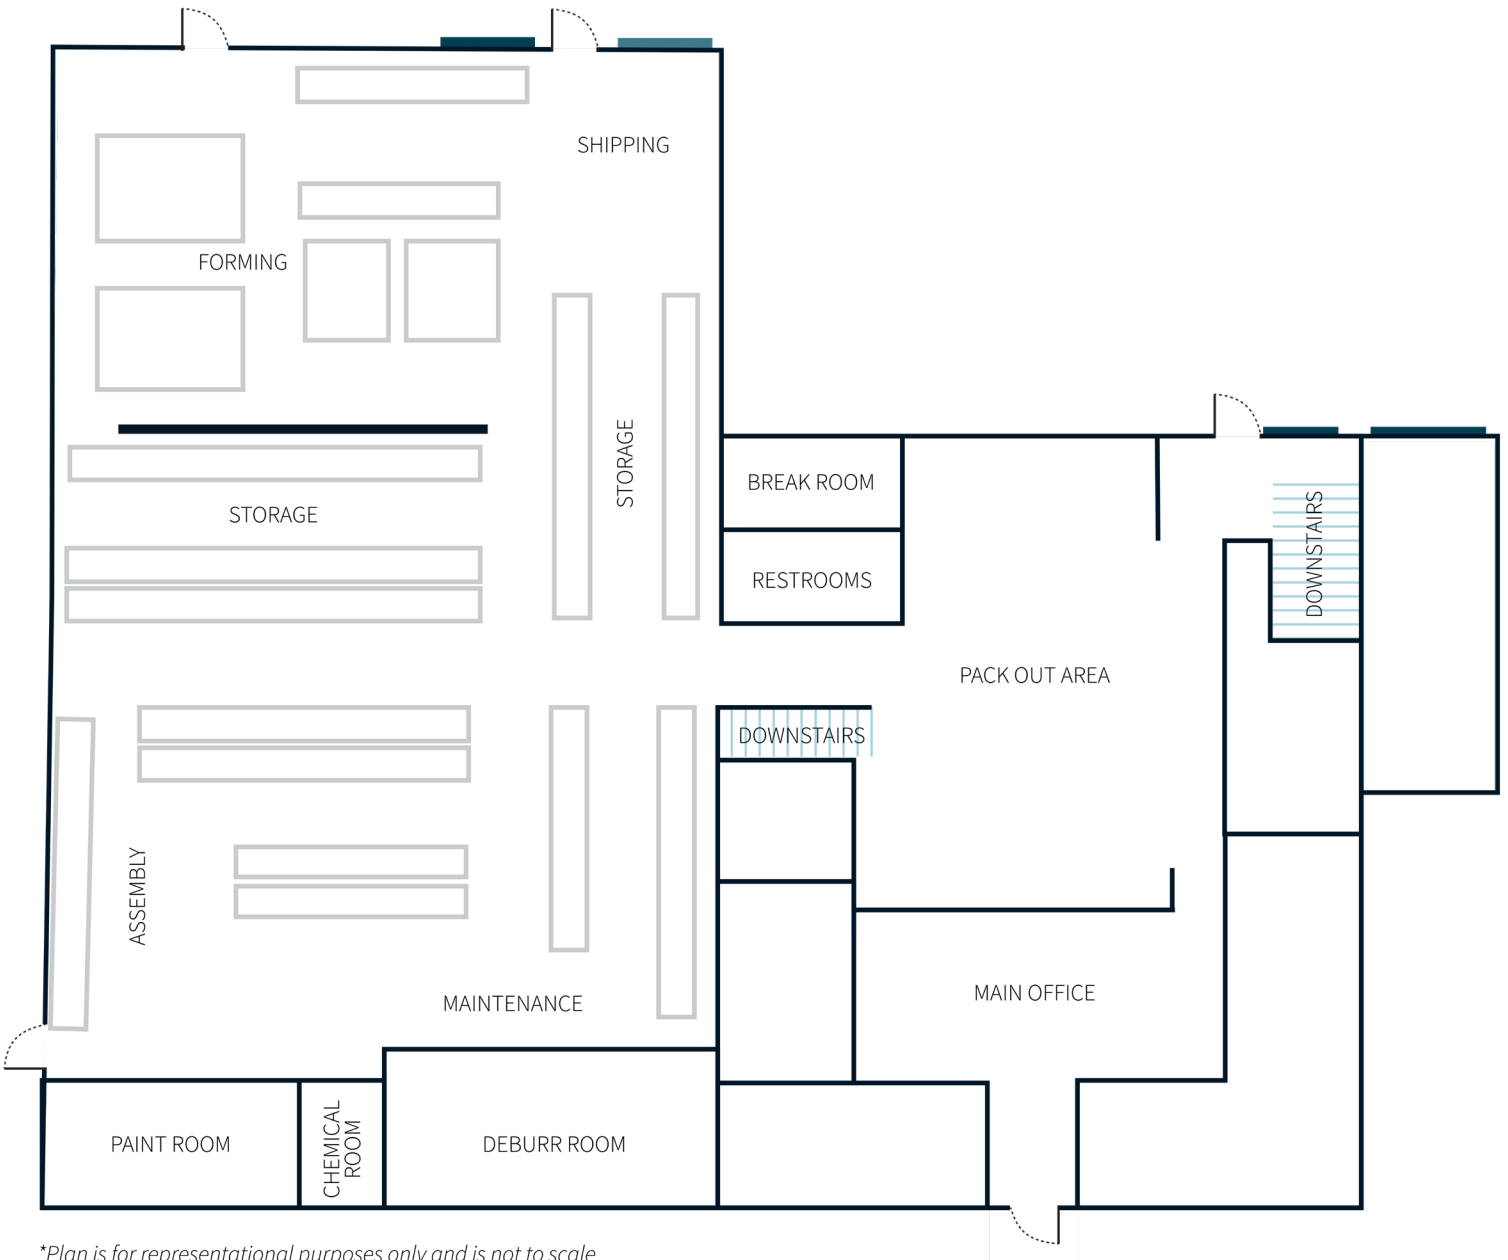 SHIPPING
FORMING
STORAGE
STORAGE
BREAK ROOM
RESTROOMS
DOWNSTAIRS
PACK OUT AREA
DOWNSTAIRS
ASSEMBLY
MAINTENANCE
MAIN OFFICE
PAINT ROOM
CHEMICAL
ROOM
DEBURR ROOM
*Plan is for representational purposes only and is not to scale